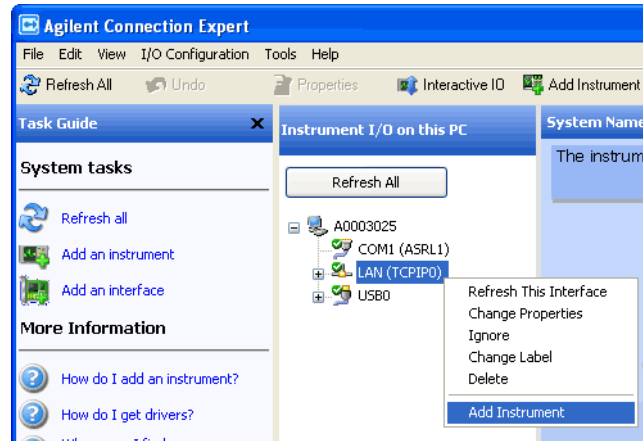 Agilent Connection Expert
File Edit View I/O Configuration Tools Help
Refresh All Undo Properties Interactive IO Add Instrument
Task Guide X
System tasks
Refresh all
Add an instrument
Add an interface
More Information
How do I add an instrument?
How do I get drivers?
Instrument I/O on this PC
Refresh All
A0003025
COM1 (ASRL1)
LAN (TCPIP0)
USB0
Refresh This Interface
Change Properties
Ignore
Change Label
Delete
Add Instrument
System Name
The instrum